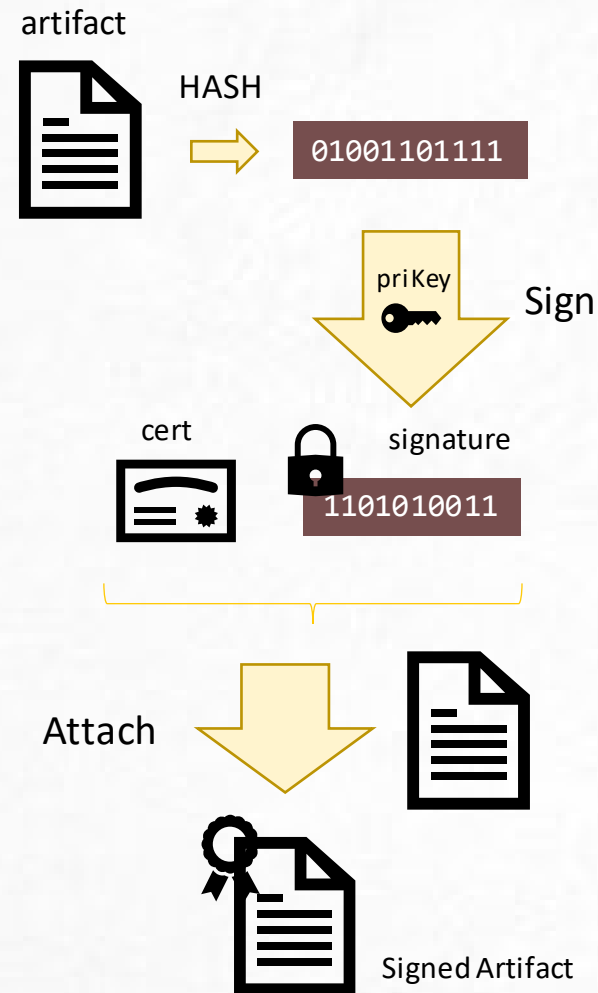 artifact
HASH
01001101111
priKey
Sign
cert
signature
1101010011
Attach
Signed Artifact